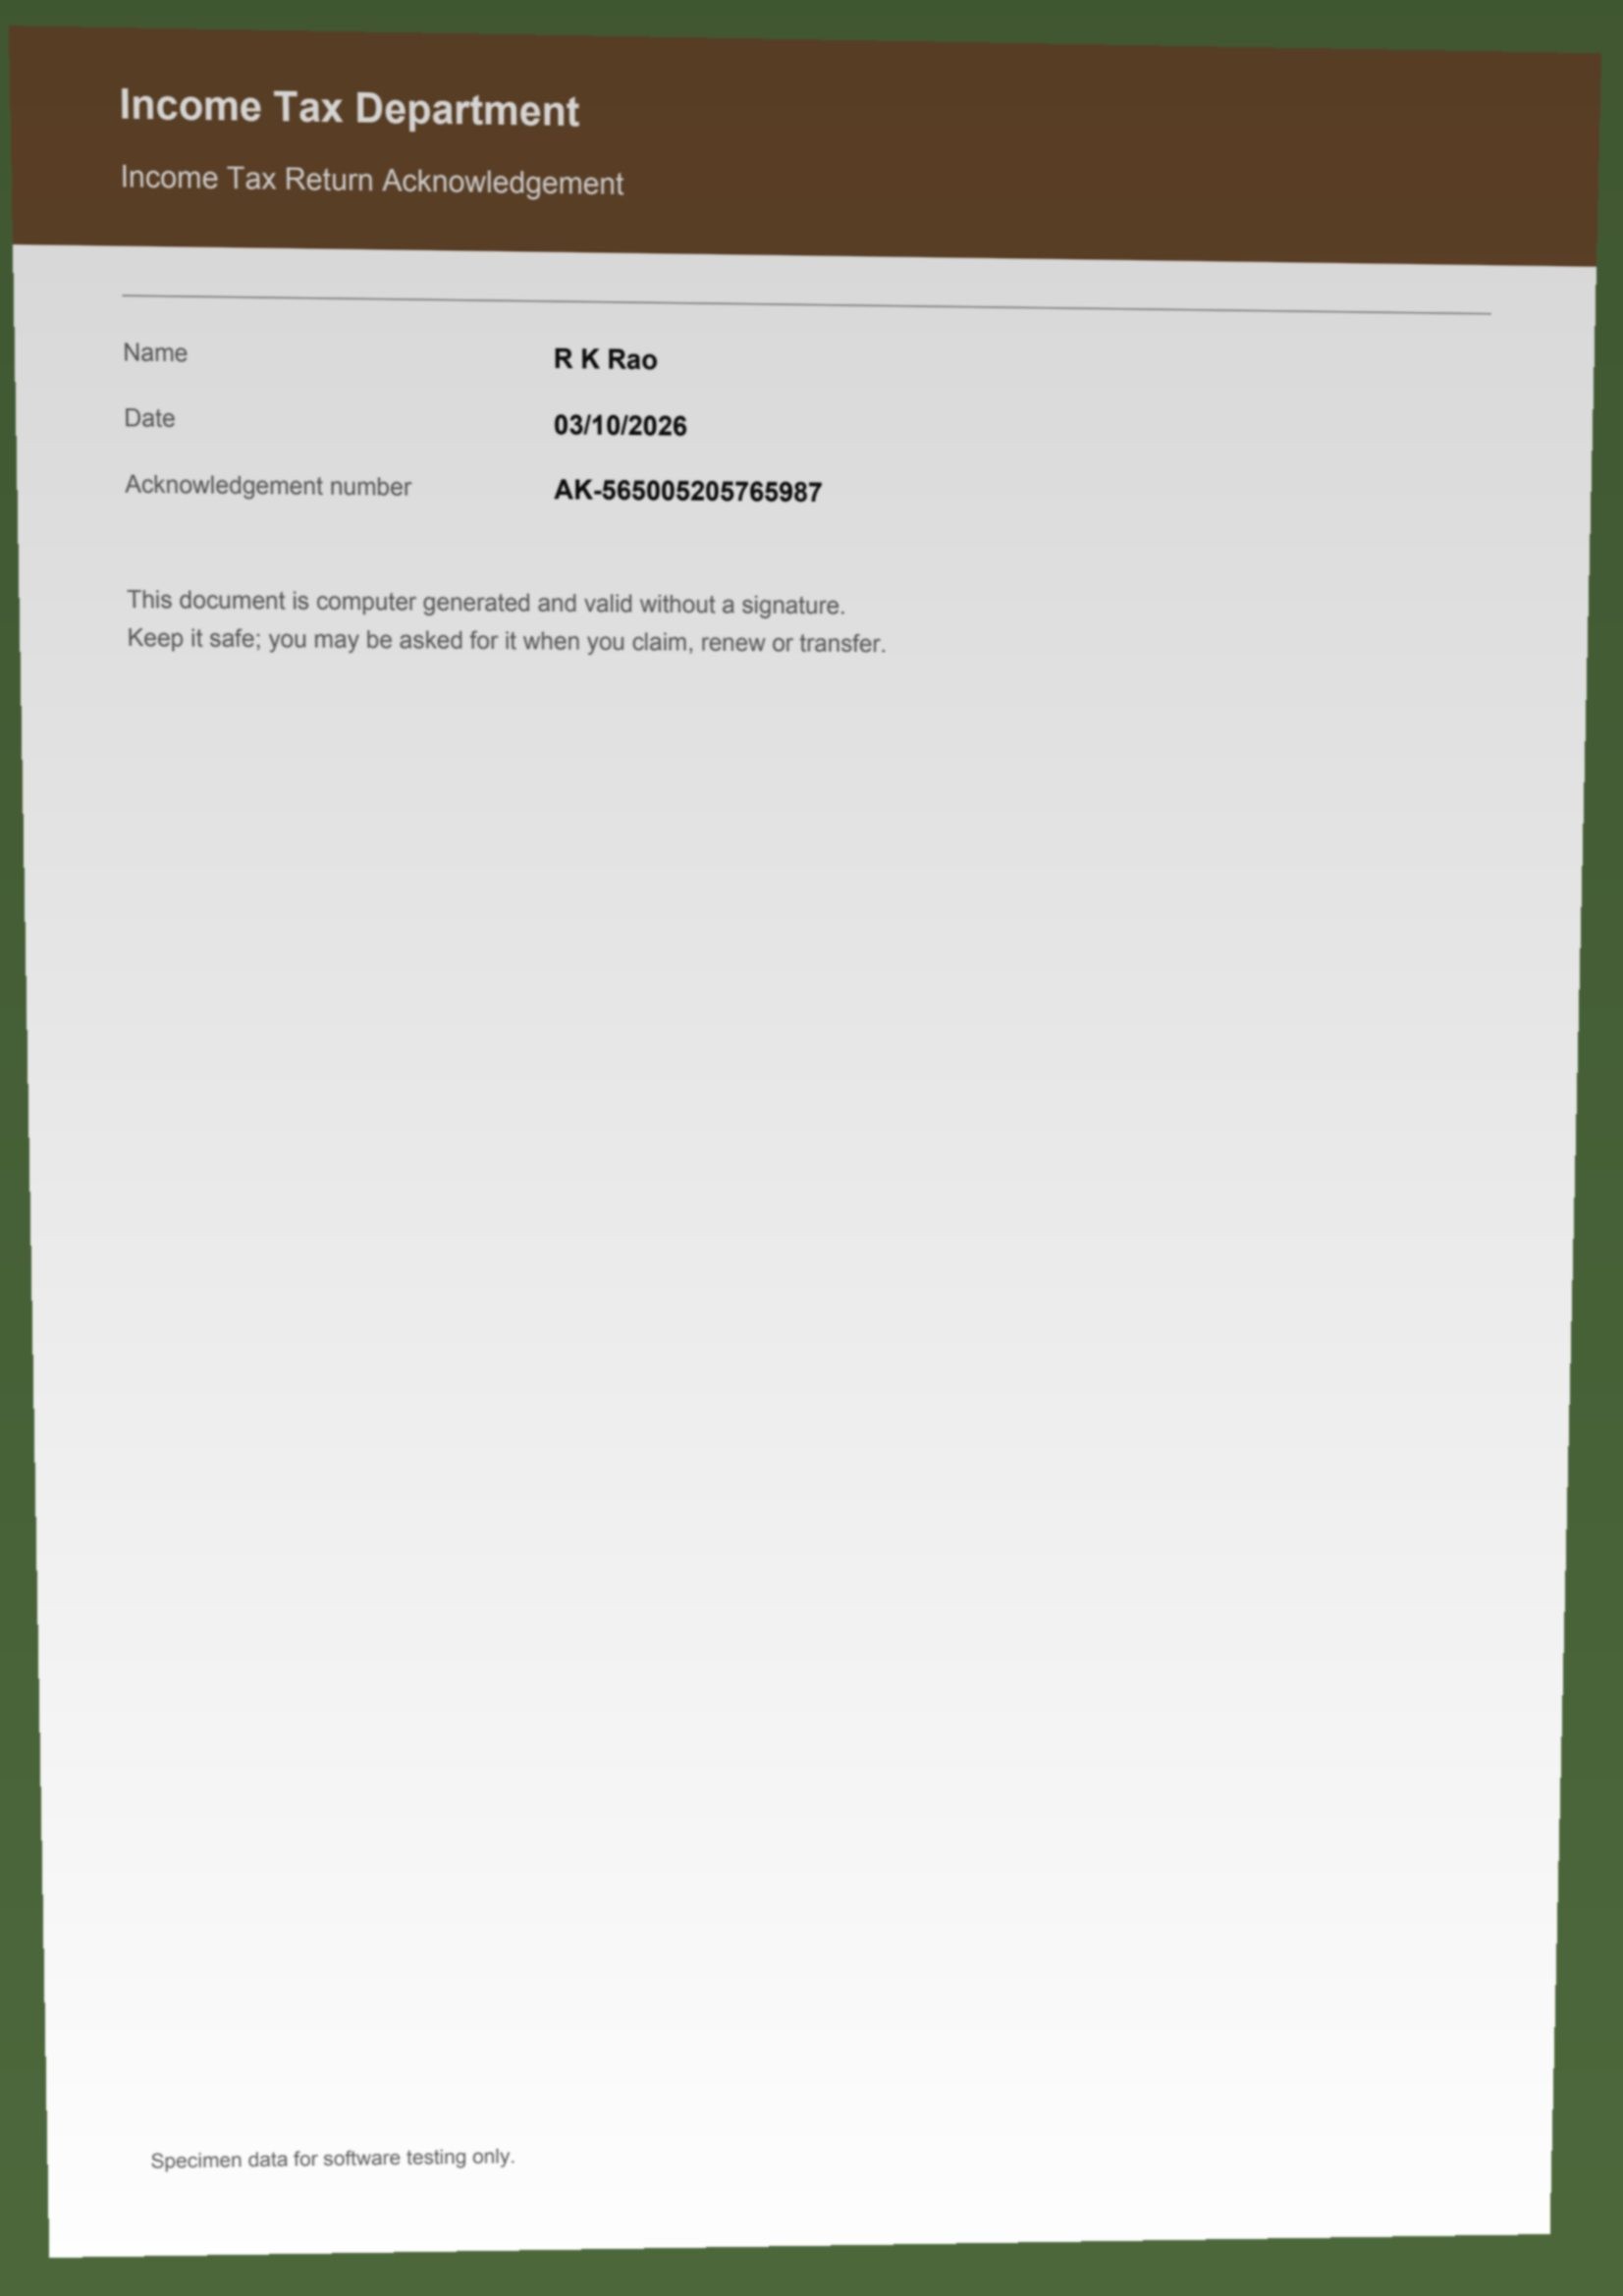 Income Tax Department
Income Tax Return Acknowledgement
Name R K Rao
Date 03/10/2026
Acknowledgement number AK-565005205765987
This document is computer generated and valid without a signature.
Keep it safe; you may be asked for it when you claim, renew or transfer.
Specimen data for software testing only.